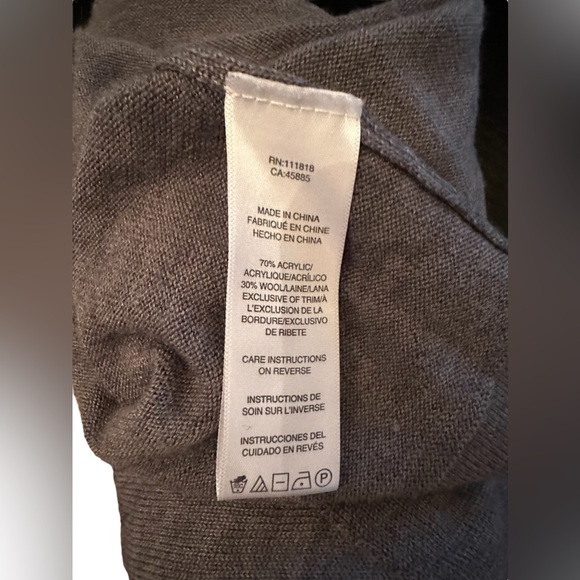 RN:111818
CA:45885
MADE IN CHINA
FABRIQUÉ EN CHINE
HECHO EN CHINA
70% ACRYLIC/
ACRYLIQUE/ACRÍLICO
30% WOOL/LAINE/LANA
EXCLUSIVE OF TRIM/À
L'EXCLUSION DE LA
BORDURE/EXCLUSIVO
DE RIBETE
CARE INSTRUCTIONS
ON REVERSE
INSTRUCTIONS DE
SOIN SUR L'INVERSE
INSTRUCCIONES DEL
CUIDADO EN REVÉS
P